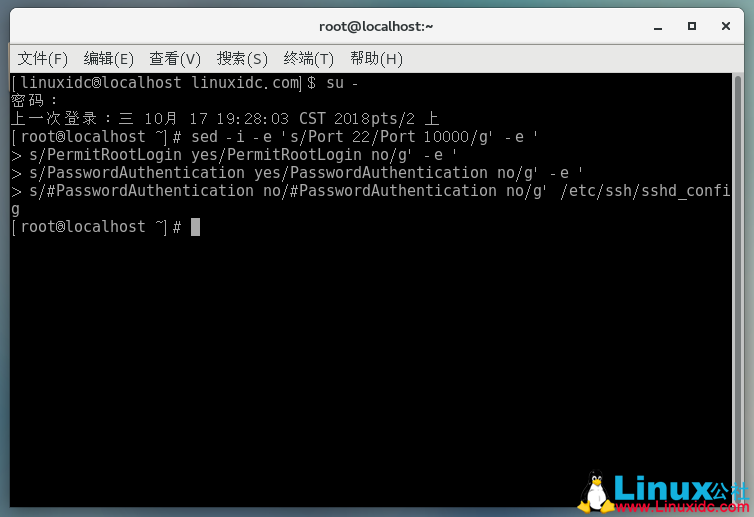 root@localhost:~
文件(F) 编辑(E) 查看(V) 搜索(S) 终端(T) 帮助(H)
[linuxidc@localhost linuxidc.com]$ su -
密码：
上一次登录：三 10月 17 19:28:03 CST 2018pts/2 上
[root@localhost ~]# sed -i -e 's/Port 22/Port 10000/g' -e '
> s/PermitRootLogin yes/PermitRootLogin no/g' -e '
> s/PasswordAuthentication yes/PasswordAuthentication no/g' -e '
> s/#PasswordAuthentication no/#PasswordAuthentication no/g' /etc/ssh/sshd_confi
g
[root@localhost ~]#
Linux公社
www.Linuxidc.com